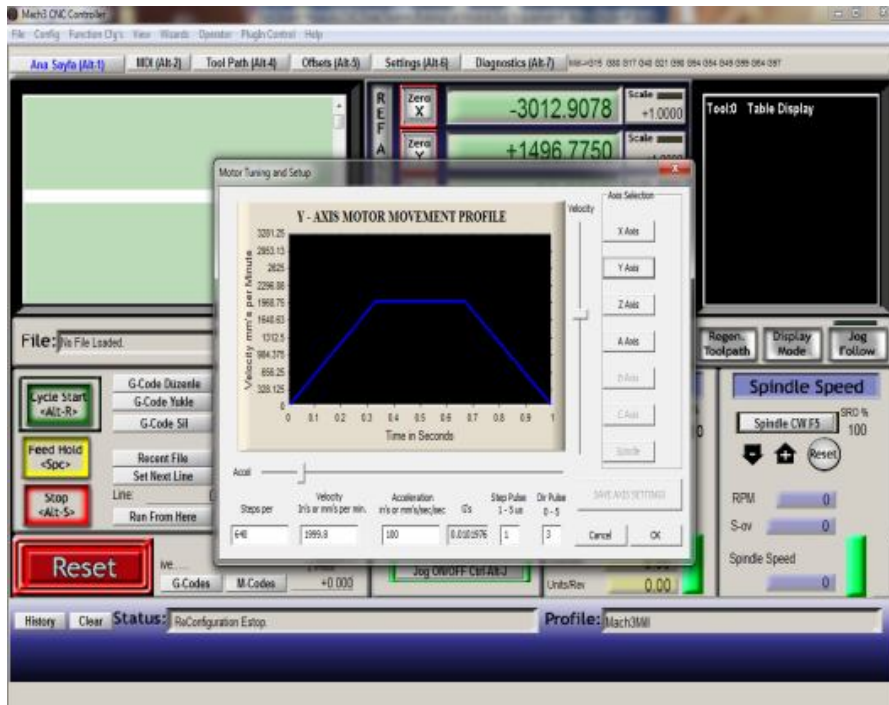 Mach3 CNC Controller
File Config Function Cfg's View Wizards Operator PlugIn Control Help
Ana Sayfa (Alt-1) MDI (Alt-2) Tool Path (Alt-4) Offsets (Alt-5) Settings (Alt-6) Diagnostics (Alt-7)
REF A
Zero X -3012.9078 Scale +1.0000
Zero Y +1496.7750 Scale
Tool:0 Table Display
Motor Tuning and Setup
Y - AXIS MOTOR MOVEMENT PROFILE
Velocity
Axis Selection
X Axis
Y Axis
Z Axis
A Axis
B Axis
C Axis
Spindle
Velocity mm's per Minute
3281.25
2953.13
2625
2296.88
1968.75
1640.63
1312.5
984.375
656.25
328.125
0
0 0.1 0.2 0.3 0.4 0.5 0.6 0.7 0.8 0.9 1
Time in Seconds
Accel
Steps per
Velocity
In's or mm's per min.
Acceleration
in's or mm's/sec/sec
G's
Step Pulse
1 - 5 us
Dir Pulse
0 - 5
640 1999.8 100 0.0101976 1 3
SAVE AXIS SETTINGS
Cancel OK
File: No File Loaded.
Regen. Toolpath
Display Mode
Jog Follow
Cycle Start
<Alt-R>
G-Code Düzenle
G-Code Yukle
G-Code Sil
Feed Hold
<Spc>
Recent File
Set Next Line
Line:
Stop
<Alt-S>
Run From Here
Reset
G-Codes M-Codes
+0.000
Jog ON/OFF Ctrl-Alt-J
Units/Rev 0.00
Spindle Speed
Spindle CW F5
SRO %
100
Reset
RPM 0
S-ov 0
Spindle Speed
0
History Clear Status: ReConfiguration Estop. Profile: Mach3Mill